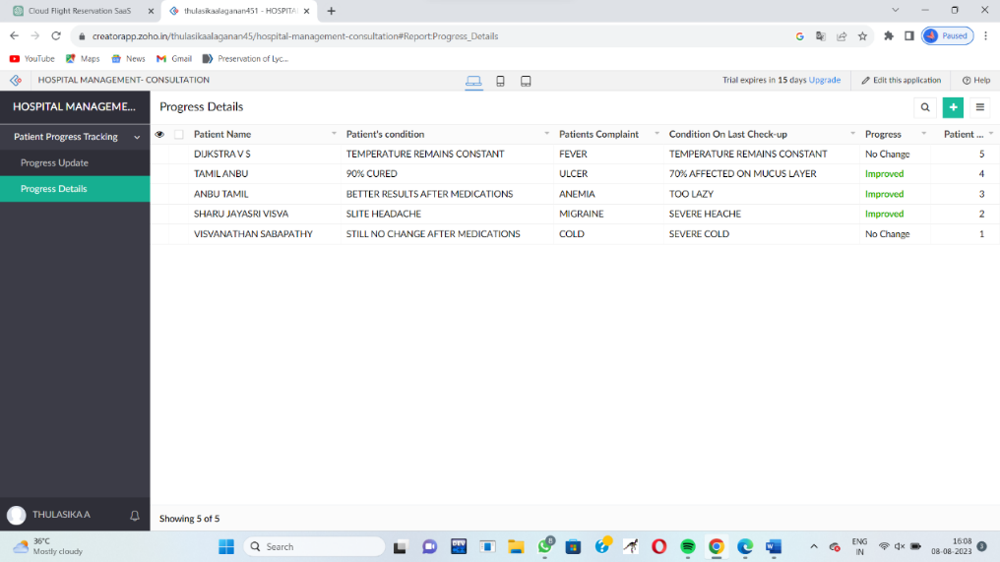 Cloud Flight Reservation SaaS
thulasikaalaganan451 - HOSPITAL
creatorapp.zoho.in/thulasikaalaganan45/hospital-management-consultation#Report:Progress_Details
Paused
YouTube Maps News Gmail Preservation of Lyc...
HOSPITAL MANAGEMENT- CONSULTATION
Trial expires in 15 days Upgrade
Edit this application
Help
HOSPITAL MANAGEME...
Progress Details
Patient Progress Tracking
Progress Update
Progress Details
Patient Name Patient's condition Patients Complaint Condition On Last Check-up Progress Patient ...
DIJKSTRA V S TEMPERATURE REMAINS CONSTANT FEVER TEMPERATURE REMAINS CONSTANT No Change 5
TAMIL ANBU 90% CURED ULCER 70% AFFECTED ON MUCUS LAYER Improved 4
ANBU TAMIL BETTER RESULTS AFTER MEDICATIONS ANEMIA TOO LAZY Improved 3
SHARU JAYASRI VISVA SLITE HEADACHE MIGRAINE SEVERE HEACHE Improved 2
VISVANATHAN SABAPATHY STILL NO CHANGE AFTER MEDICATIONS COLD SEVERE COLD No Change 1
THULASIKA A
Showing 5 of 5
36°C
Mostly cloudy
Search
ENG
IN
16:08
08-08-2023